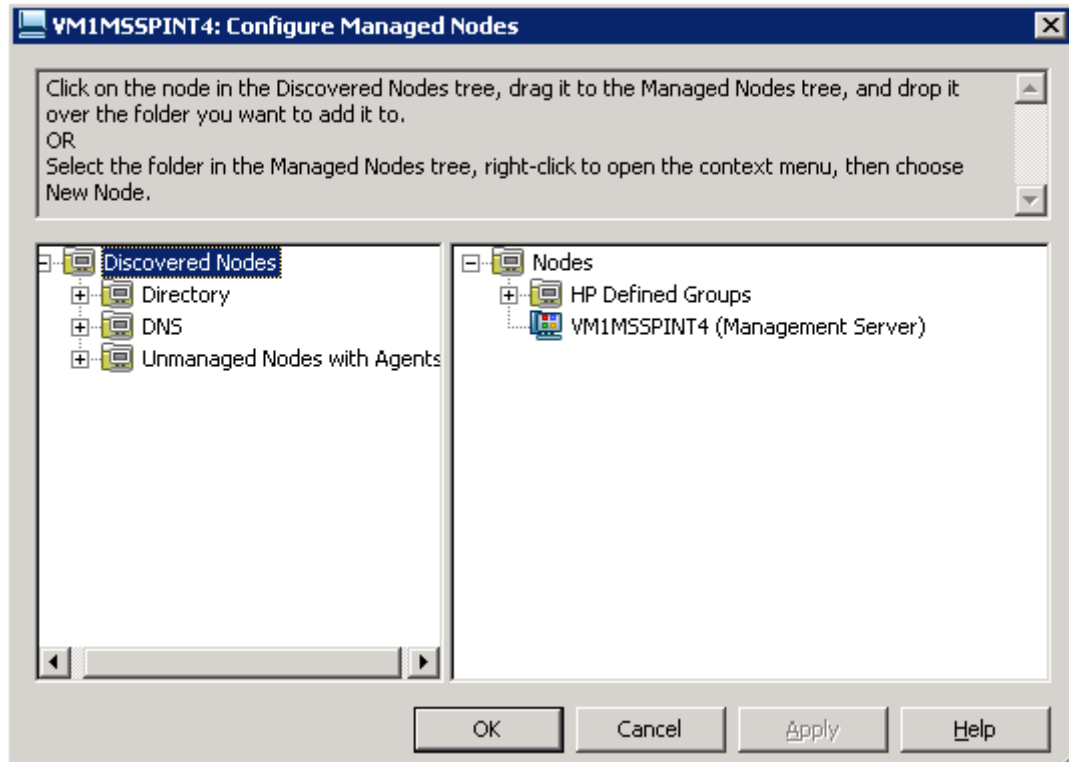 VM1MSSPINT4: Configure Managed Nodes
Click on the node in the Discovered Nodes tree, drag it to the Managed Nodes tree, and drop it
over the folder you want to add it to.
OR
Select the folder in the Managed Nodes tree, right-click to open the context menu, then choose
New Node.
Discovered Nodes
Directory
DNS
Unmanaged Nodes with Agents
Nodes
HP Defined Groups
VM1MSSPINT4 (Management Server)
OK
Cancel
Apply
Help